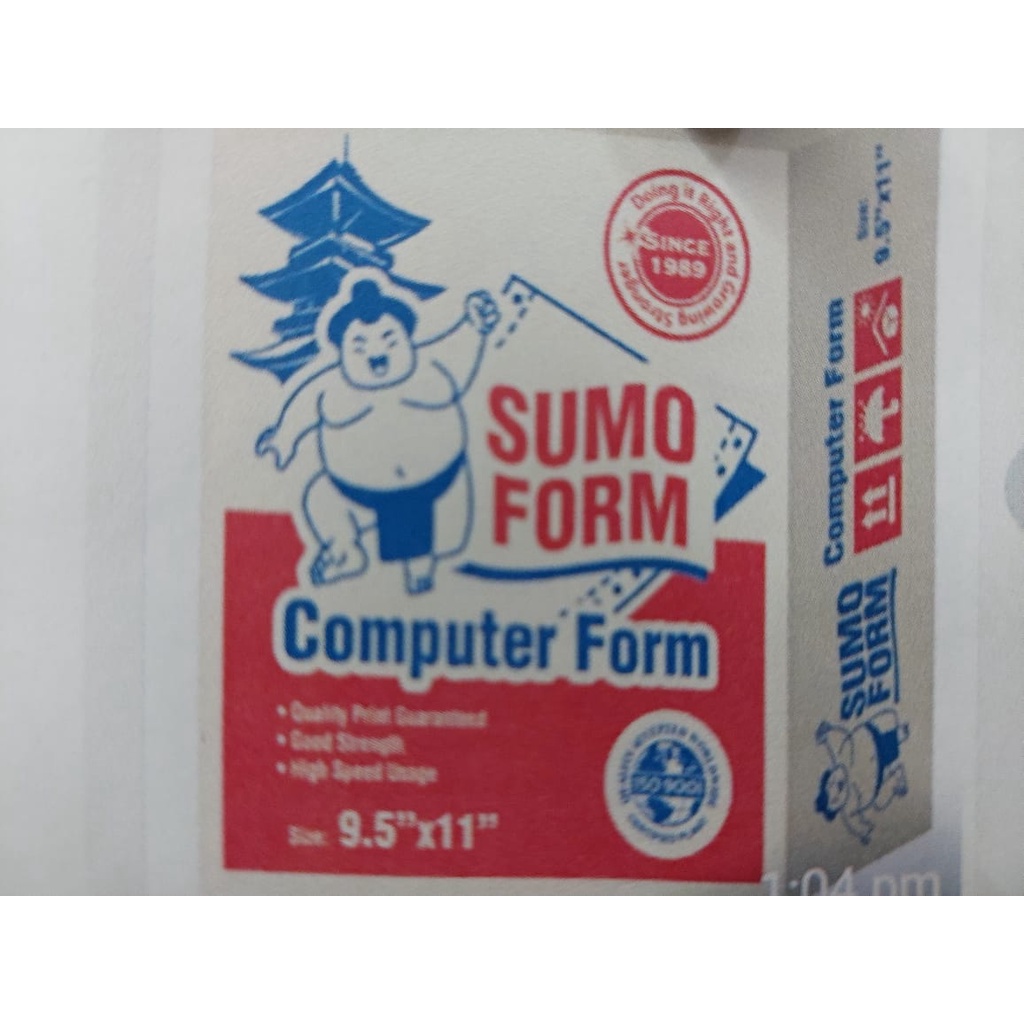 Doing it Right and Growing Stronger
SINCE
1989
SUMO
FORM
Computer Form
• Quality Print Guaranteed
• Good Strength
• High Speed Usage
Size: 9.5”x11”
ISO 9001
Size:
9.5”x11”
Computer Form
SUMO
FORM
1:04 pm